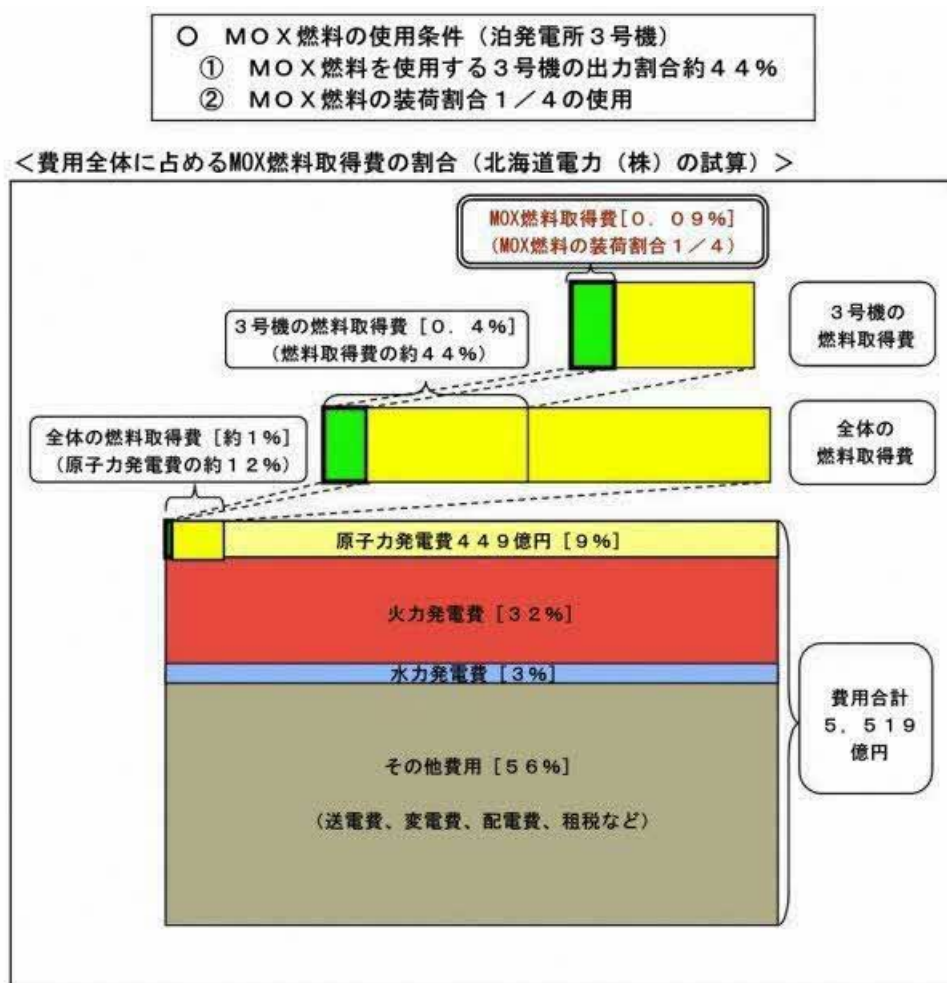 ○　ＭＯＸ燃料の使用条件（泊発電所３号機）
①　ＭＯＸ燃料を使用する３号機の出力割合約４４％
②　ＭＯＸ燃料の装荷割合１／４の使用
＜費用全体に占めるMOX燃料取得費の割合（北海道電力（株）の試算）＞
MOX燃料取得費[０．０９％]
（MOX燃料の装荷割合１／４）
３号機の燃料取得費［０．４％］
（燃料取得費の約４４％）
３号機の
燃料取得費
全体の燃料取得費［約１％］
（原子力発電費の約１２％）
全体の
燃料取得費
原子力発電費４４９億円［９％］
火力発電費［３２％］
水力発電費［３％］
その他費用［５６％］
（送電費、変電費、配電費、租税など）
費用合計
５，５１９
億円